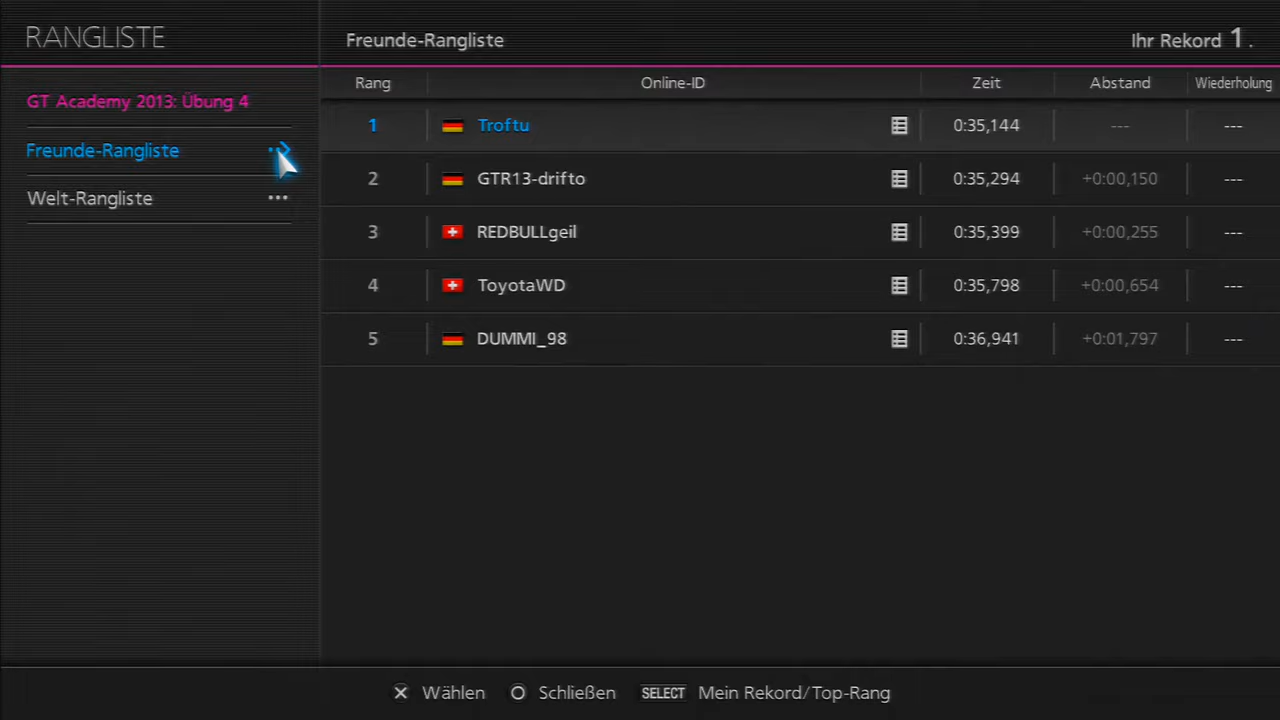 RANGLISTE
GT Academy 2013: Übung 4
Freunde-Rangliste
Welt-Rangliste •••
Freunde-Rangliste Ihr Rekord 1.
Rang Online-ID Zeit Abstand Wiederholung
1 Troftu 0:35,144 --- ---
2 GTR13-drifto 0:35,294 +0:00,150 ---
3 REDBULLgeil 0:35,399 +0:00,255 ---
4 ToyotaWD 0:35,798 +0:00,654 ---
5 DUMMI_98 0:36,941 +0:01,797 ---
Wählen Schließen SELECT Mein Rekord/Top-Rang